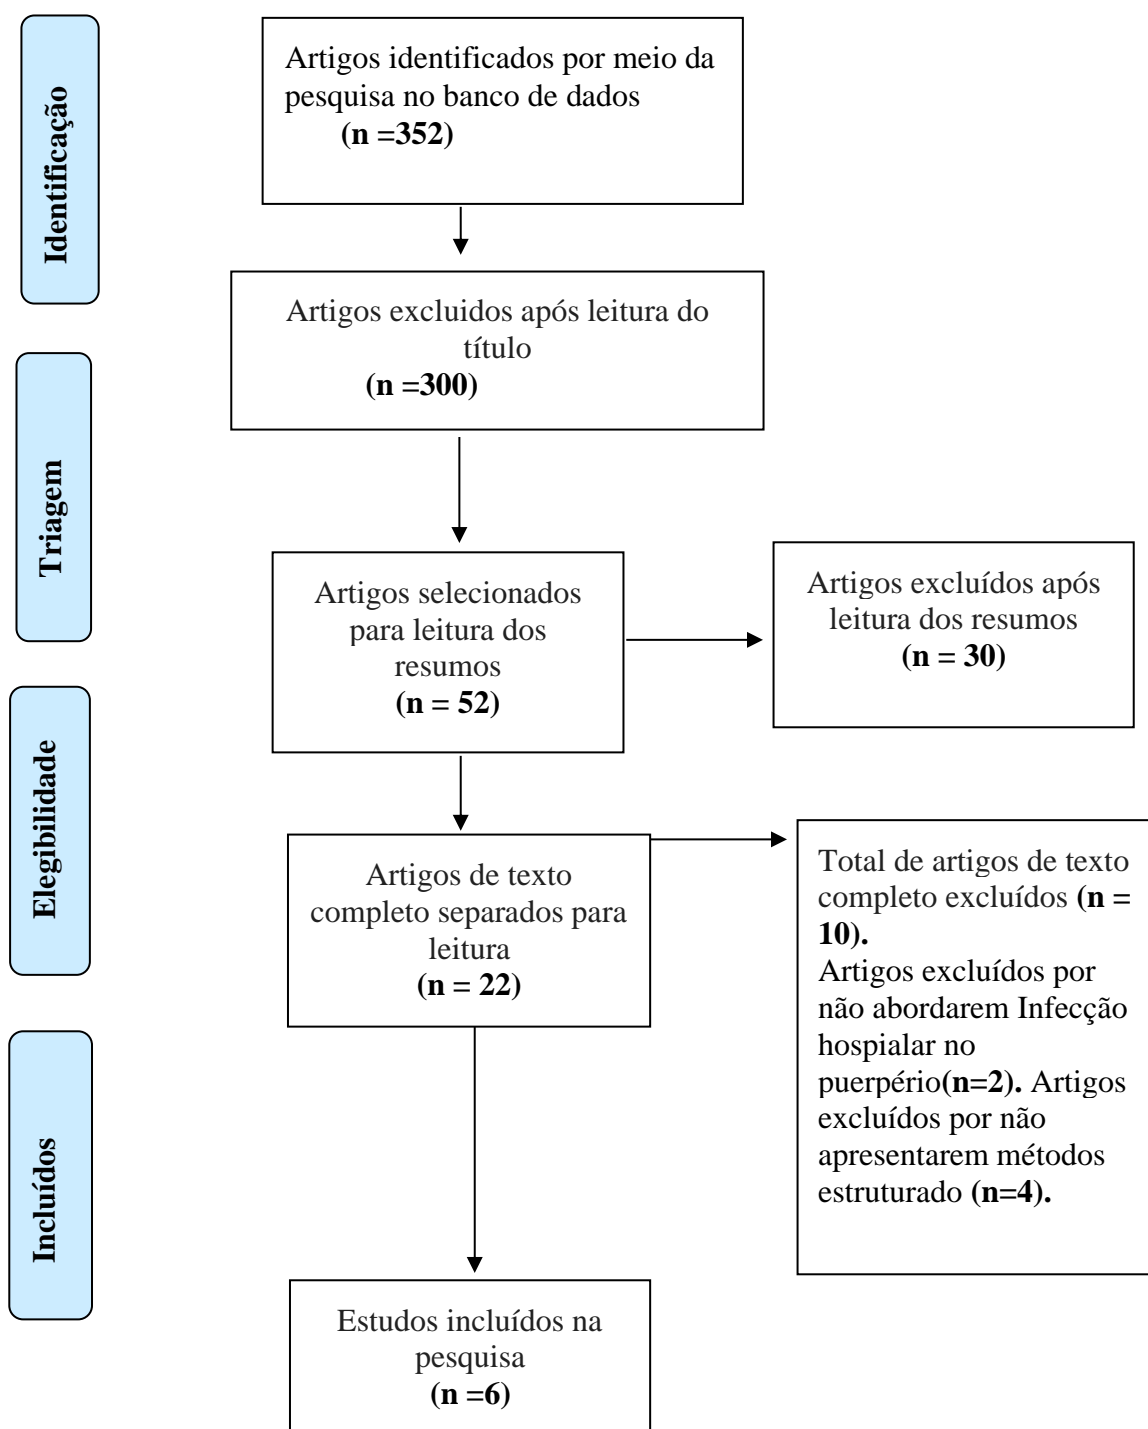 Identificação
Artigos identificados por meio da
pesquisa no banco de dados
(n =352)
Artigos excluidos após leitura do
título
(n =300)
Triagem
Artigos selecionados
para leitura dos
resumos
(n = 52)
Artigos excluídos após
leitura dos resumos
(n = 30)
Elegibilidade
Artigos de texto
completo separados para
leitura
(n = 22)
Total de artigos de texto
completo excluídos (n =
10).
Artigos excluídos por
não abordarem Infecção
hospialar no
puerpério(n=2). Artigos
excluídos por não
apresentarem métodos
estruturado (n=4).
Incluídos
Estudos incluídos na
pesquisa
(n =6)